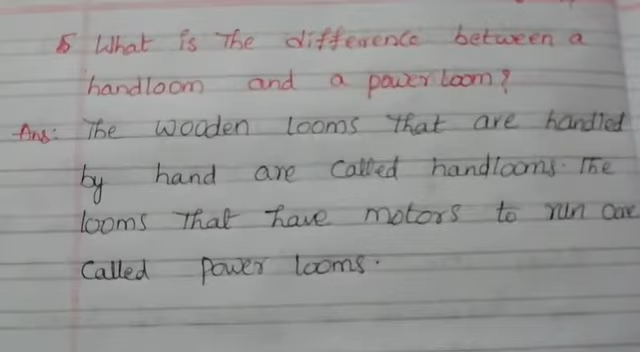 5 What is The difference between a
handloom and a power loom?
Ans: The wooden looms that are handled
by hand are called handlooms. The
looms That have motors to run are
called power looms.